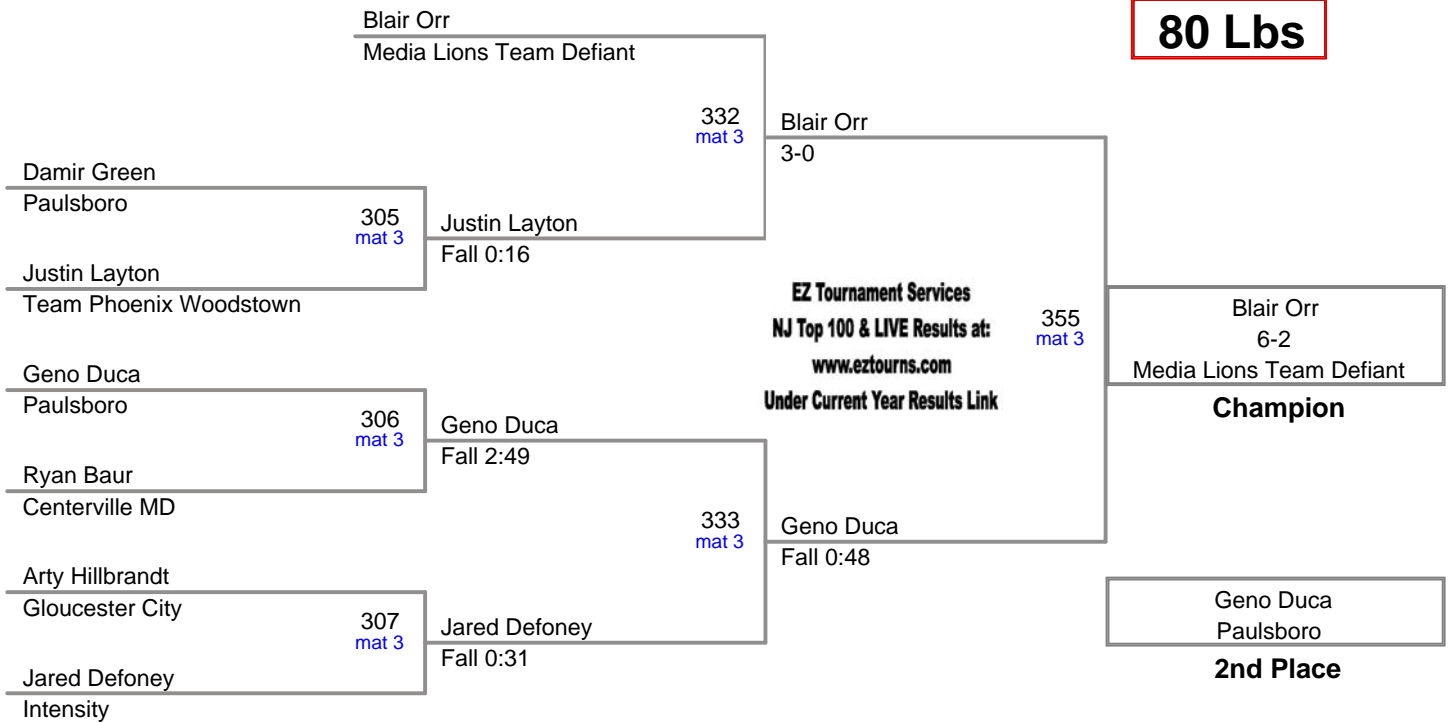 80 Lbs
Blair Orr
Media Lions Team Defiant
332
mat 3
Blair Orr
3-0
Damir Green
Paulsboro
305
mat 3
Justin Layton
Fall 0:16
Justin Layton
Team Phoenix Woodstown
EZ Tournament Services
NJ Top 100 & LIVE Results at:
www.eztourns.com
Under Current Year Results Link
355
mat 3
Blair Orr
6-2
Media Lions Team Defiant
Champion
Geno Duca
Paulsboro
306
mat 3
Geno Duca
Fall 2:49
Ryan Baur
Centerville MD
333
mat 3
Geno Duca
Fall 0:48
Arty Hillbrandt
Gloucester City
307
mat 3
Jared Defoney
Fall 0:31
Jared Defoney
Intensity
Geno Duca
Paulsboro
2nd Place